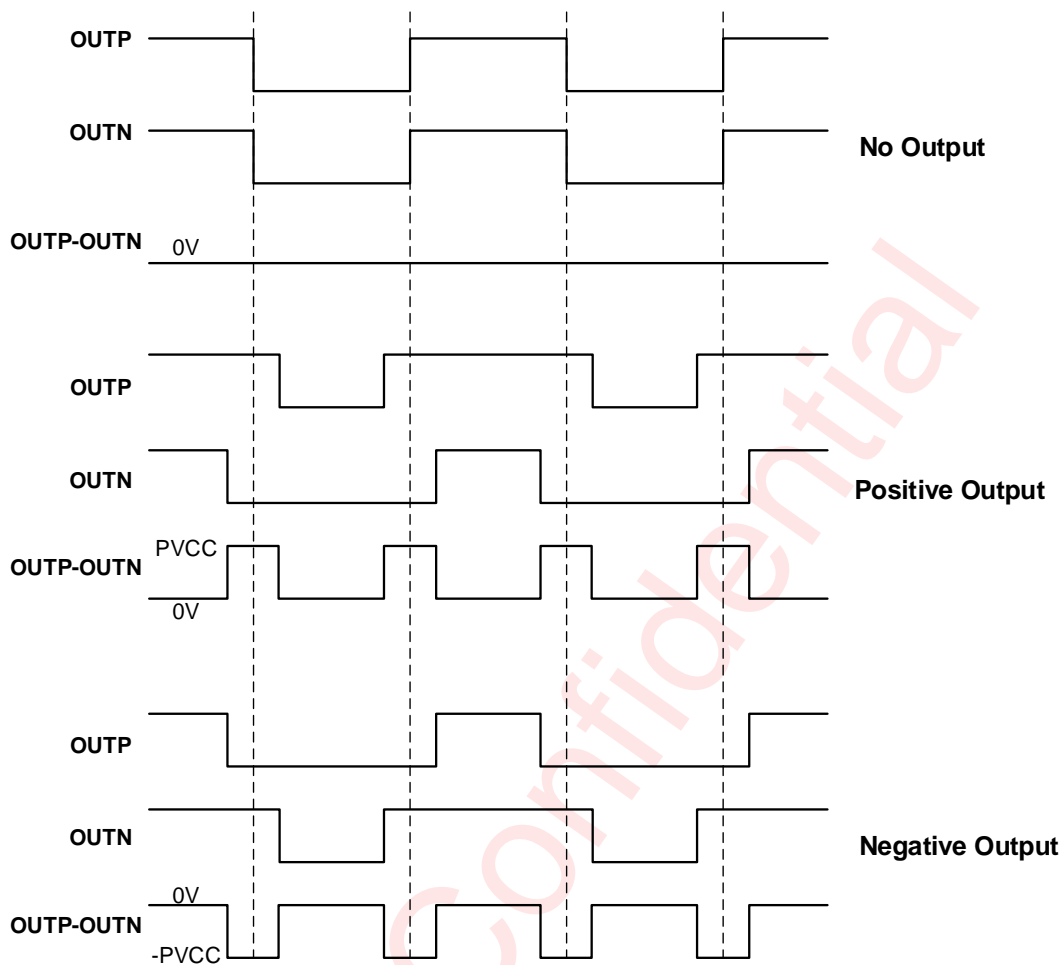 OUTP
OUTN
No Output
OUTP-OUTN
0V
OUTP
OUTN
Positive Output
PVCC
OUTP-OUTN
0V
OUTP
OUTN
Negative Output
0V
OUTP-OUTN
-PVCC
Confidential